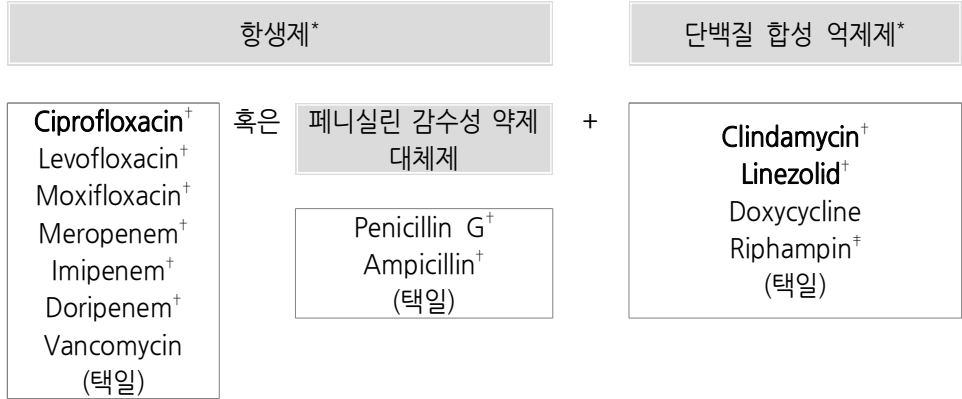 항생제*
단백질 합성 억제제*
Ciprofloxacin†
Levofloxacin†
Moxifloxacin†
Meropenem†
Imipenem†
Doripenem†
Vancomycin
(택일)
혹은
페니실린 감수성 약제
대체제
Penicillin G†
Ampicillin†
(택일)
+
Clindamycin†
Linezolid†
Doxycycline
Riphampin‡
(택일)